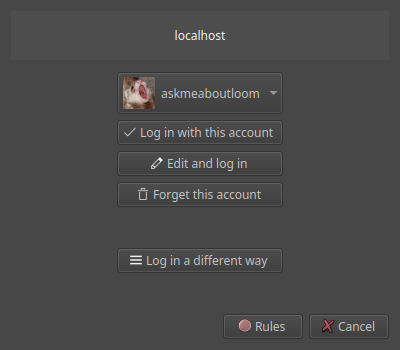 localhost
askmeaboutloom
Log in with this account
Edit and log in
Forget this account
Log in a different way
Rules
Cancel